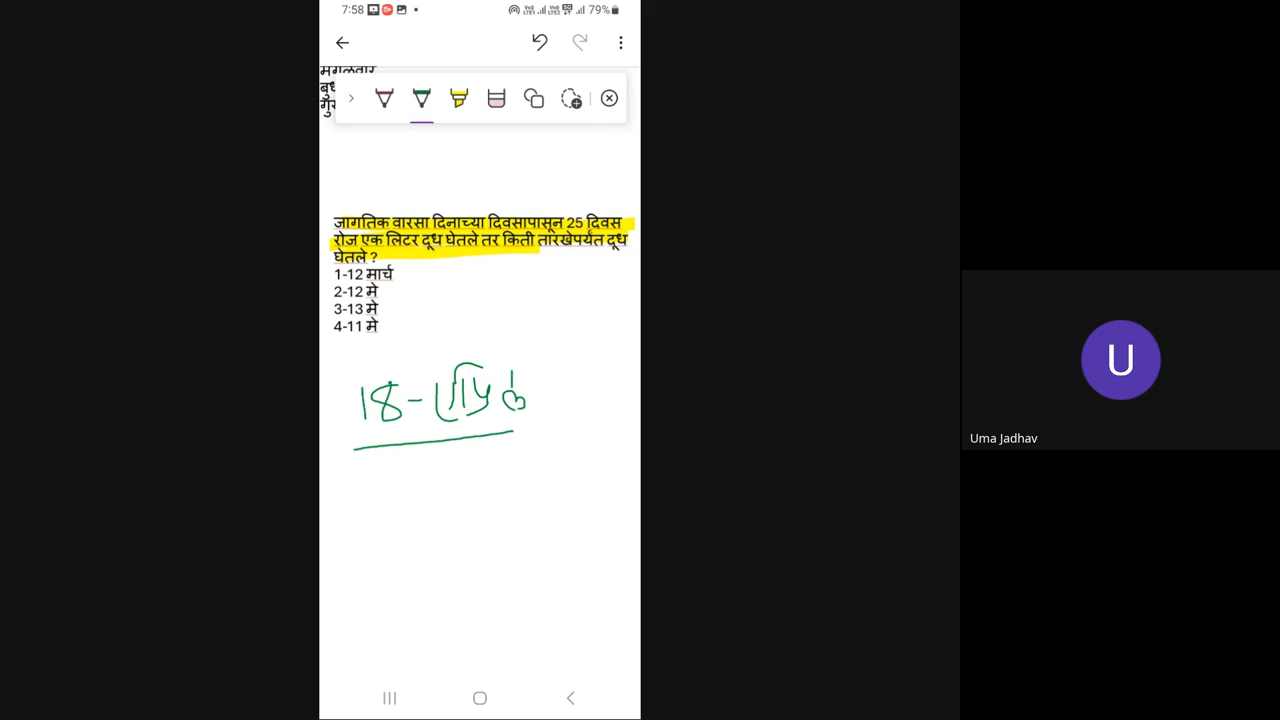 7:58 79%
मंगळवार
बुध
गुर
जागतिक वारसा दिनाच्या दिवसापासून 25 दिवस
रोज एक लिटर दूध घेतले तर किती तारखेपर्यंत दूध
घेतले ?
1-12 मार्च
2-12 मे
3-13 मे
4-11 मे
18-एप्रिल
U
Uma Jadhav